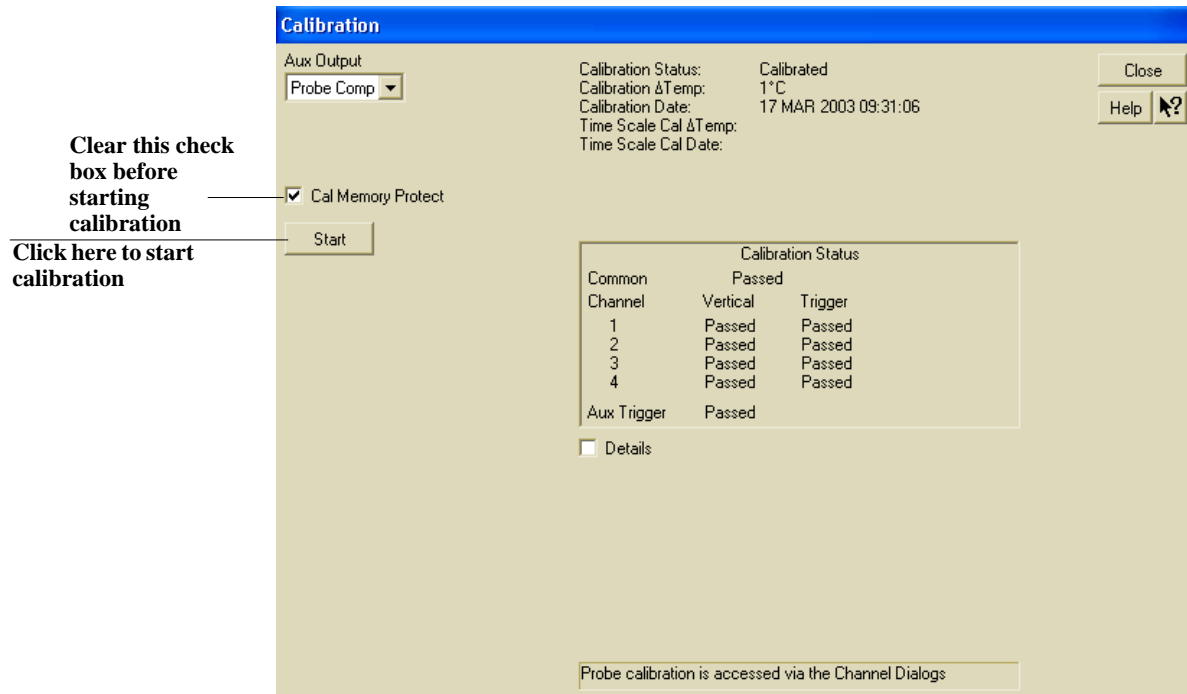 Calibration
Aux Output
Probe Comp
Calibration Status: Calibrated
Calibration ΔTemp: 1°C
Calibration Date: 17 MAR 2003 09:31:06
Time Scale Cal ΔTemp:
Time Scale Cal Date:
Close
Help ?
Clear this check
box before
starting
calibration
Cal Memory Protect
Click here to start
calibration
Start
Calibration Status
Common Passed
Channel Vertical Trigger
1 Passed Passed
2 Passed Passed
3 Passed Passed
4 Passed Passed
Aux Trigger Passed
Details
Probe calibration is accessed via the Channel Dialogs